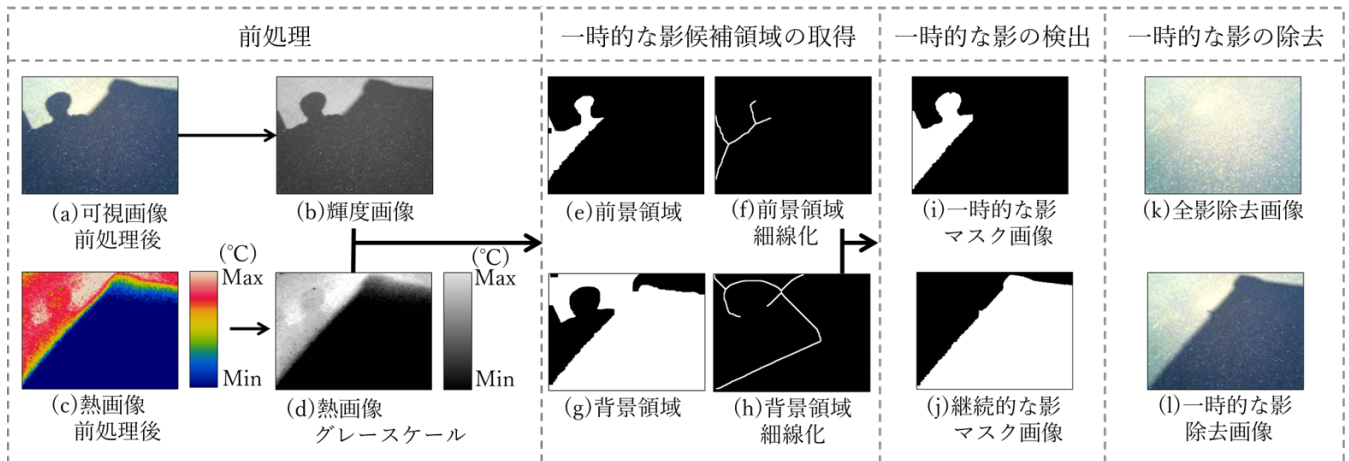 前処理
一時的な影候補領域の取得
一時的な影の検出
一時的な影の除去
(a)可視画像
前処理後
(b)輝度画像
(e)前景領域
(f)前景領域
細線化
(i)一時的な影
マスク画像
(k)全影除去画像
(℃)
Max
Min
(℃)
Max
Min
(c)熱画像
前処理後
(d)熱画像
グレースケール
(g)背景領域
(h)背景領域
細線化
(j)継続的な影
マスク画像
(l)一時的な影
除去画像